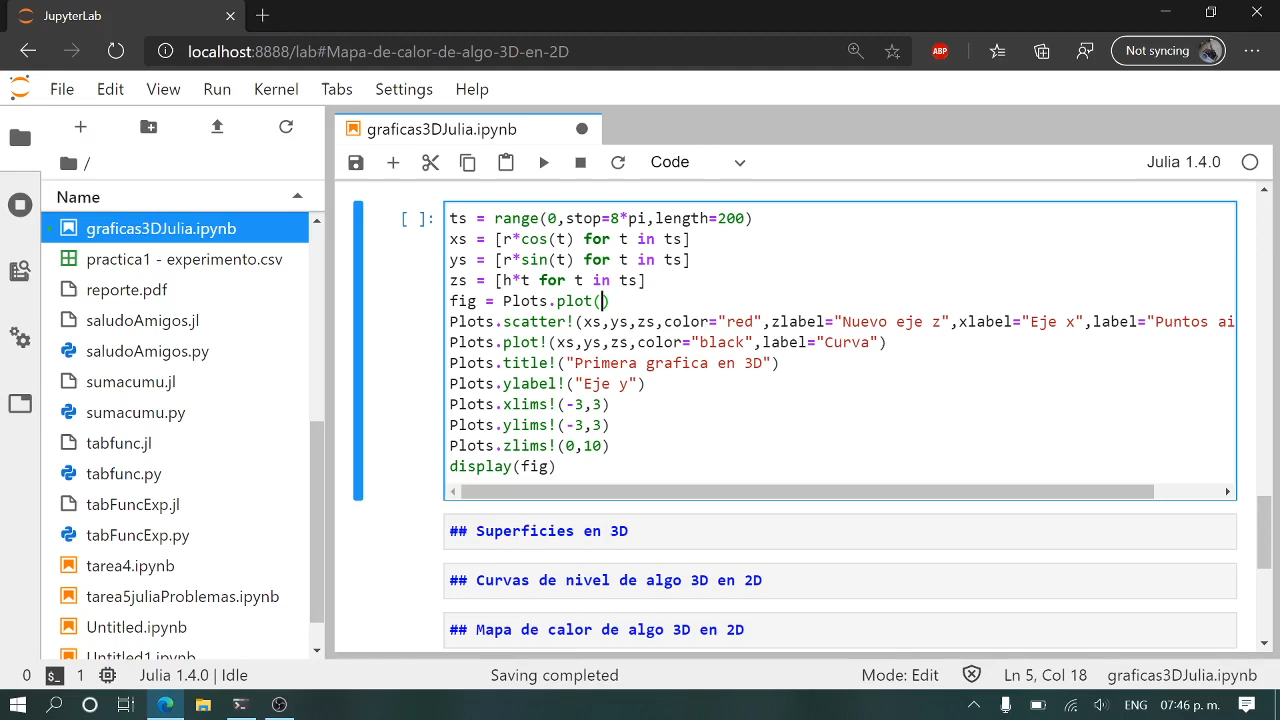 JupyterLab
localhost:8888/lab#Mapa-de-calor-de-algo-3D-en-2D
ABP
Not syncing
File Edit View Run Kernel Tabs Settings Help
graficas3DJulia.ipynb
Code
Julia 1.4.0
/
Name
graficas3DJulia.ipynb
practica1 - experimento.csv
reporte.pdf
saludoAmigos.jl
saludoAmigos.py
sumacumu.jl
sumacumu.py
tabfunc.jl
tabfunc.py
tabFuncExp.jl
tabFuncExp.py
tarea4.ipynb
tarea5juliaProblemas.ipynb
Untitled.ipynb
Untitled1.ipynb
[ ]:
ts = range(0,stop=8*pi,length=200)
xs = [r*cos(t) for t in ts]
ys = [r*sin(t) for t in ts]
zs = [h*t for t in ts]
fig = Plots.plot()
Plots.scatter!(xs,ys,zs,color="red",zlabel="Nuevo eje z",xlabel="Eje x",label="Puntos ai
Plots.plot!(xs,ys,zs,color="black",label="Curva")
Plots.title!("Primera grafica en 3D")
Plots.ylabel!("Eje y")
Plots.xlims!(-3,3)
Plots.ylims!(-3,3)
Plots.zlims!(0,10)
display(fig)
## Superficies en 3D
## Curvas de nivel de algo 3D en 2D
## Mapa de calor de algo 3D en 2D
0 $_ 1 Julia 1.4.0 | Idle Saving completed Mode: Edit Ln 5, Col 18 graficas3DJulia.ipynb
ENG 07:46 p. m.